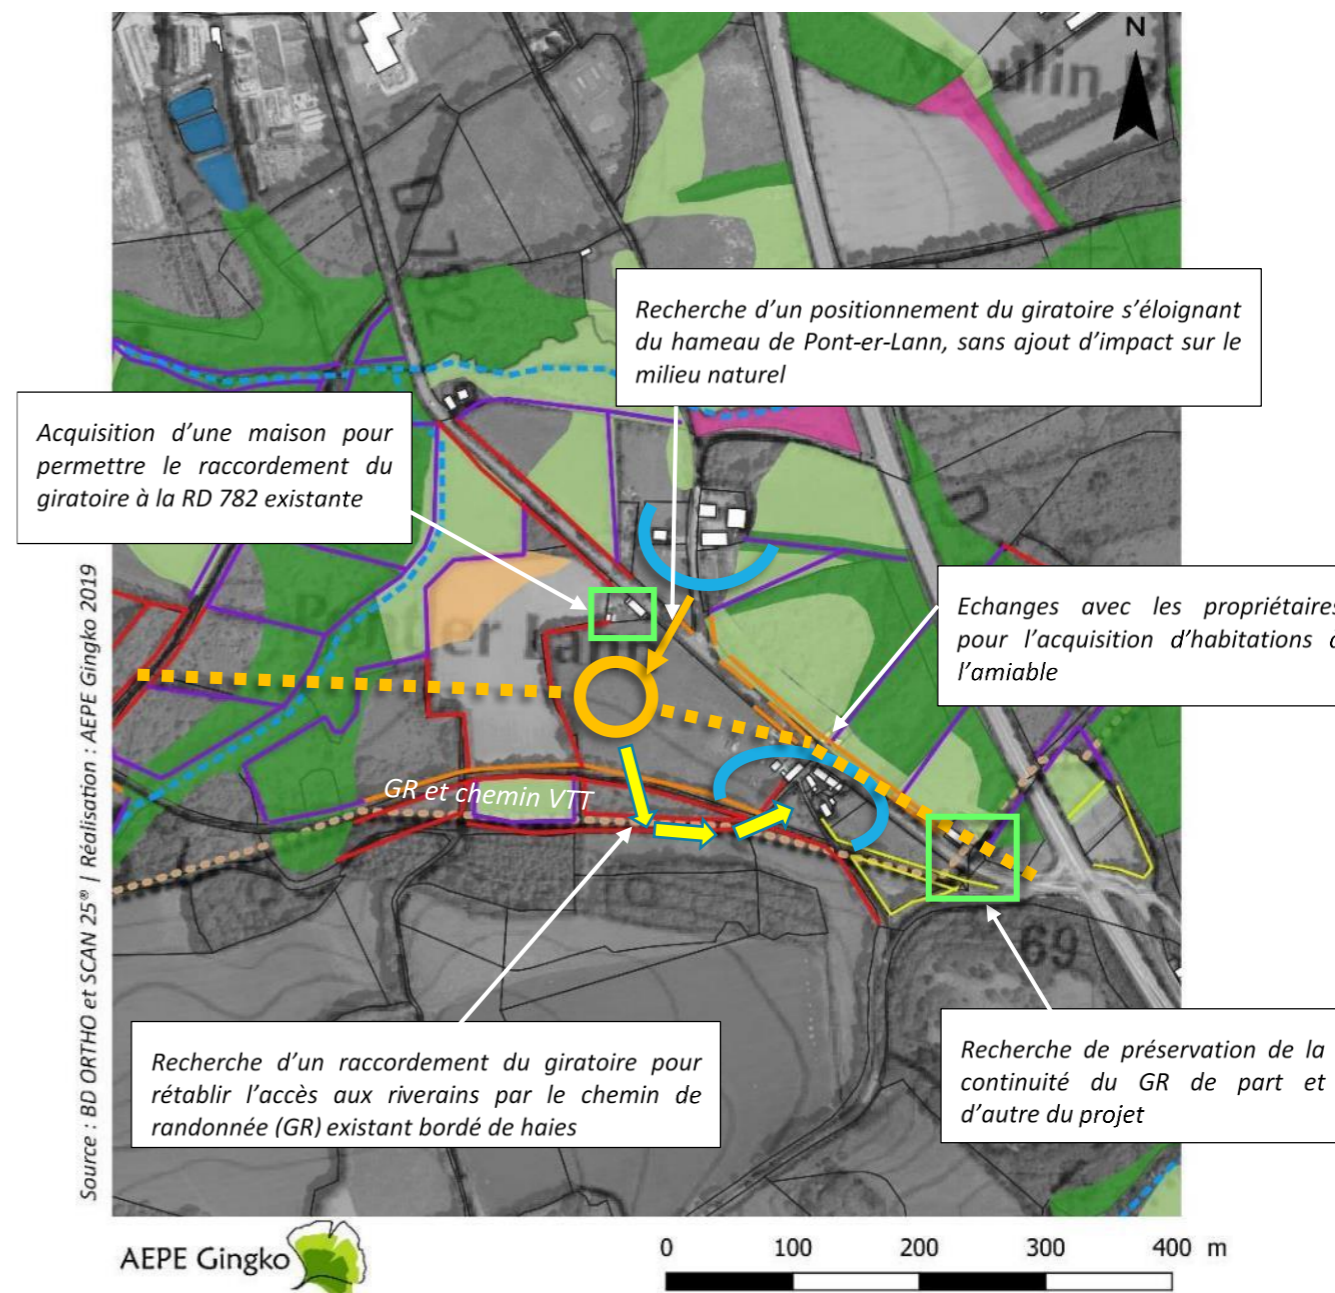 N
Moulin
Recherche d'un positionnement du giratoire s'éloignant
du hameau de Pont-er-Lann, sans ajout d'impact sur le
milieu naturel
Acquisition d'une maison pour
permettre le raccordement du
giratoire à la RD 782 existante
Echanges avec les propriétaires
pour l'acquisition d'habitations
l'amiable
Pont er Lann
GR et chemin VTT
69
Recherche d'un raccordement du giratoire pour
rétablir l'accès aux riverains par le chemin de
randonnée (GR) existant bordé de haies
Recherche de préservation de la
continuité du GR de part et
d'autre du projet
Source : BD ORTHO et SCAN 25® | Réalisation : AEPE Gingko 2019
AEPE Gingko
0 100 200 300 400 m